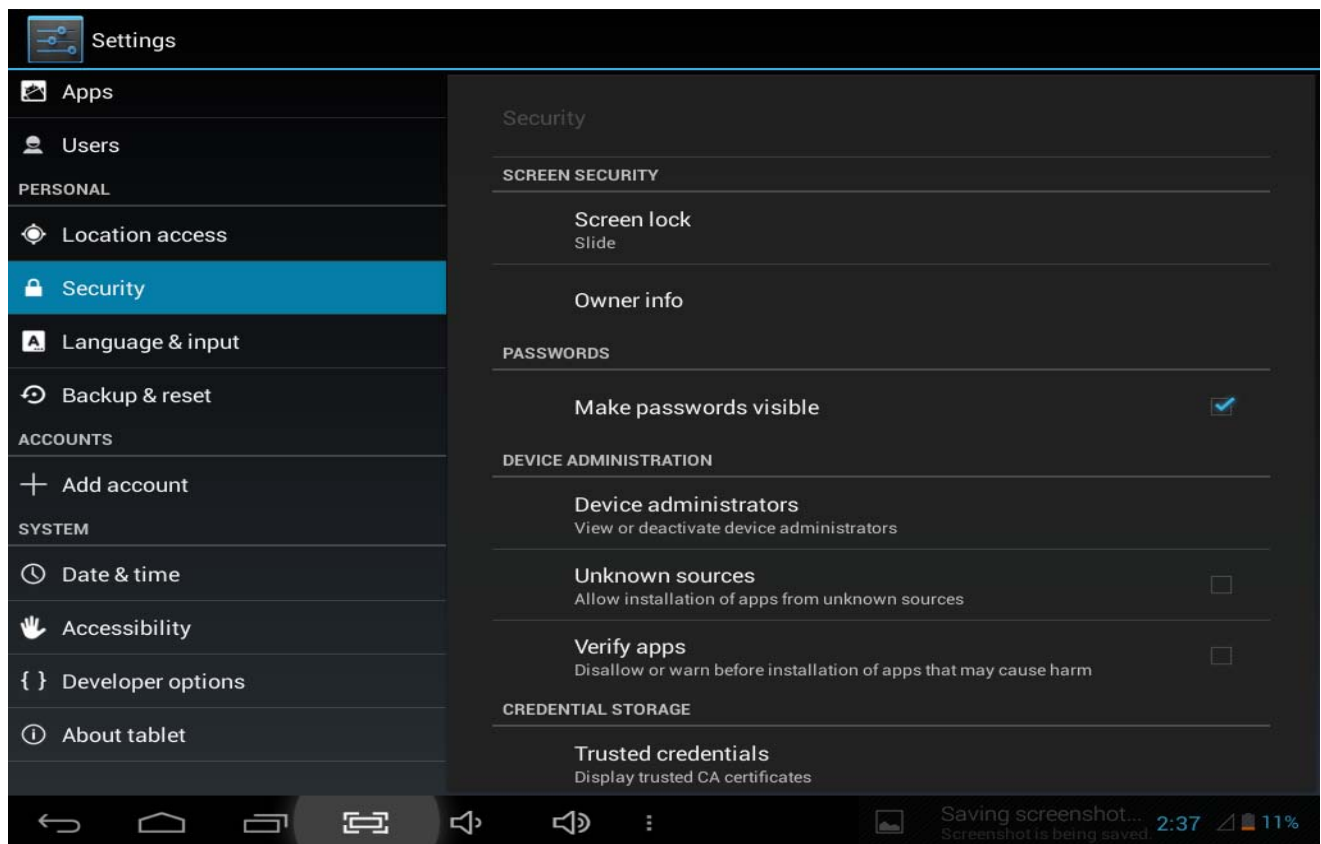 Settings
Apps
Users
PERSONAL
Location access
Security
Language & input
Backup & reset
ACCOUNTS
+ Add account
SYSTEM
Date & time
Accessibility
{ } Developer options
About tablet
Security
SCREEN SECURITY
Screen lock
Slide
Owner info
PASSWORDS
Make passwords visible
DEVICE ADMINISTRATION
Device administrators
View or deactivate device administrators
Unknown sources
Allow installation of apps from unknown sources
Verify apps
Disallow or warn before installation of apps that may cause harm
CREDENTIAL STORAGE
Trusted credentials
Display trusted CA certificates
Saving screenshot...
Screenshot is being saved.
2:37 11%